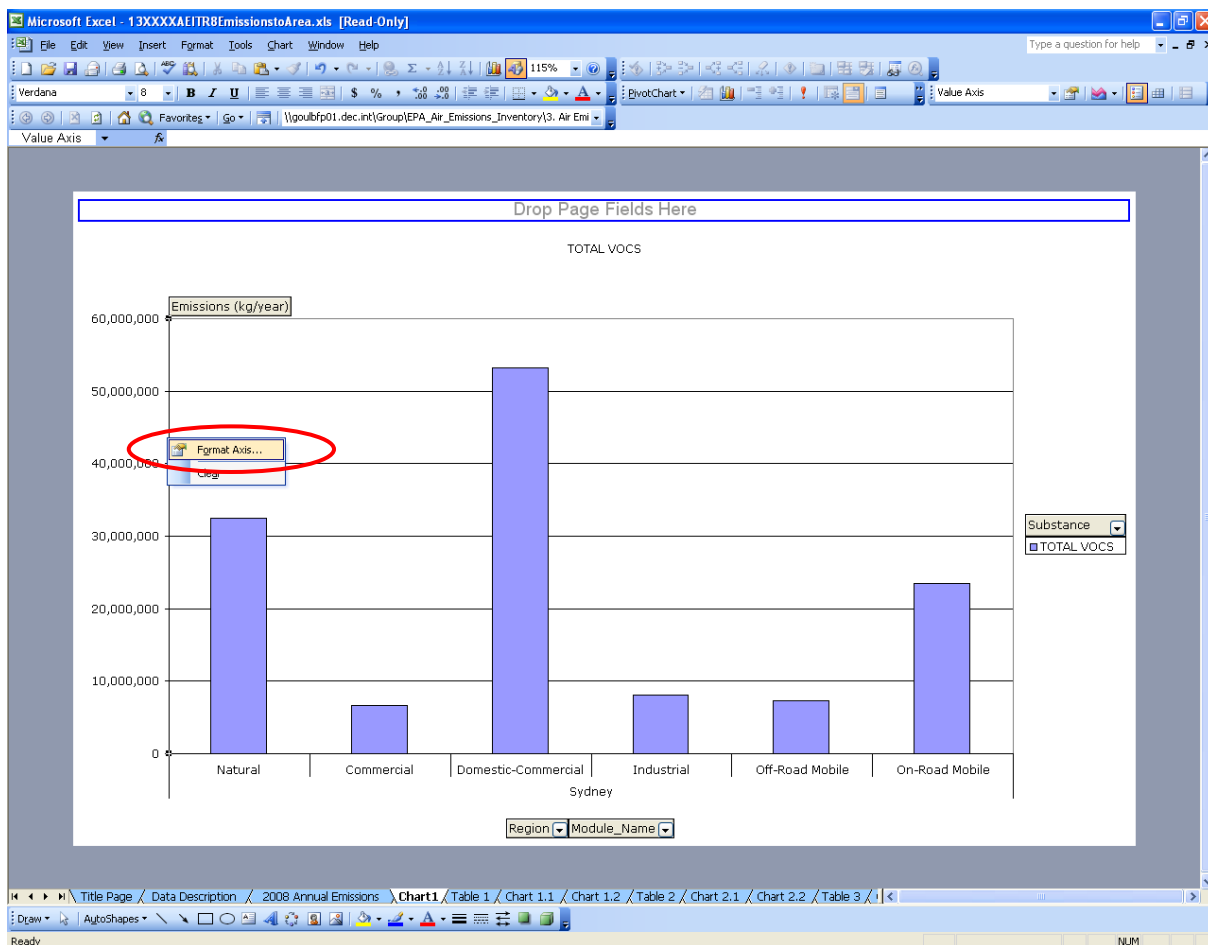 Microsoft Excel - 13XXXXAEITR8EmissionstoArea.xls [Read-Only]
File Edit View Insert Format Tools Chart Window Help Type a question for help
115%
Verdana 8 B I U $ % , PivotChart Value Axis
Favorites Go \\goulbfp01.dec.int\Group\EPA_Air_Emissions_Inventory\3. Air Emi
Value Axis fx
Drop Page Fields Here
TOTAL VOCS
Emissions (kg/year)
60,000,000
50,000,000
Format Axis...
40,000,000
Clear
30,000,000
Substance
TOTAL VOCS
20,000,000
10,000,000
0
Natural Commercial Domestic-Commercial Industrial Off-Road Mobile On-Road Mobile
Sydney
Region Module_Name
Title Page / Data Description / 2008 Annual Emissions \ Chart1 / Table 1 / Chart 1.1 / Chart 1.2 / Table 2 / Chart 2.1 / Chart 2.2 / Table 3 /
Draw AutoShapes
Ready NUM